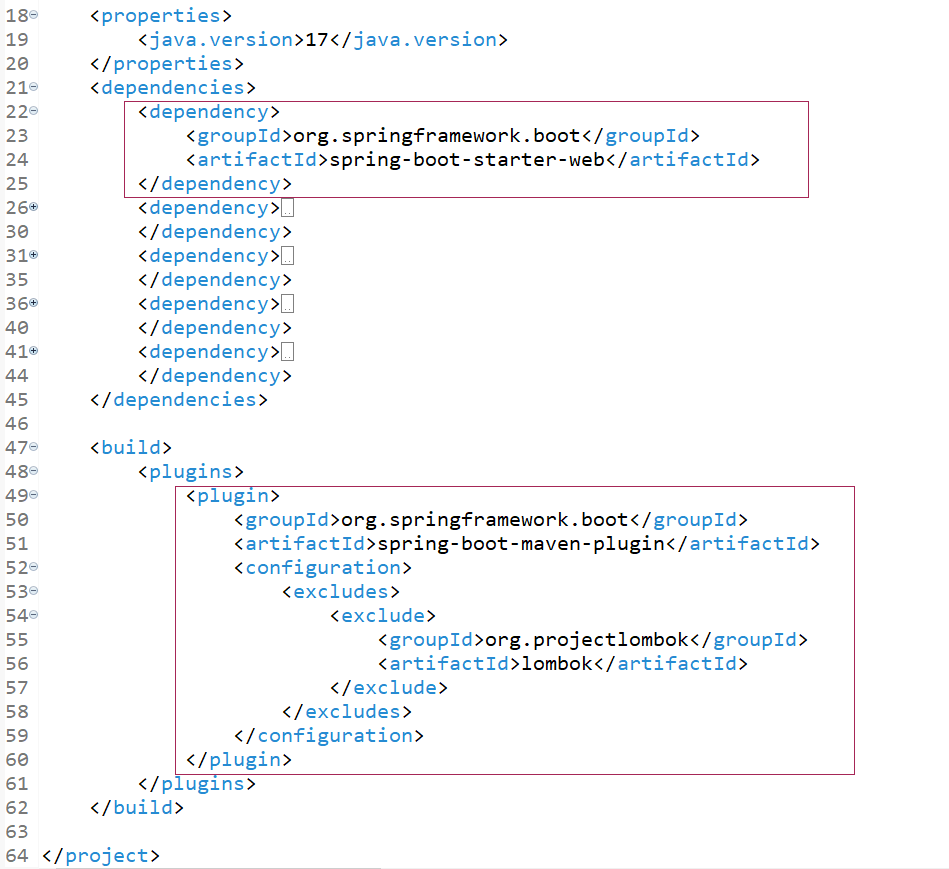 18 <properties>
19 <java.version>17</java.version>
20 </properties>
21 <dependencies>
22 <dependency>
23 <groupId>org.springframework.boot</groupId>
24 <artifactId>spring-boot-starter-web</artifactId>
25 </dependency>
26 <dependency>..
30 </dependency>
31 <dependency>..
35 </dependency>
36 <dependency>..
40 </dependency>
41 <dependency>..
44 </dependency>
45 </dependencies>
46
47 <build>
48 <plugins>
49 <plugin>
50 <groupId>org.springframework.boot</groupId>
51 <artifactId>spring-boot-maven-plugin</artifactId>
52 <configuration>
53 <excludes>
54 <exclude>
55 <groupId>org.projectlombok</groupId>
56 <artifactId>lombok</artifactId>
57 </exclude>
58 </excludes>
59 </configuration>
60 </plugin>
61 </plugins>
62 </build>
63
64 </project>